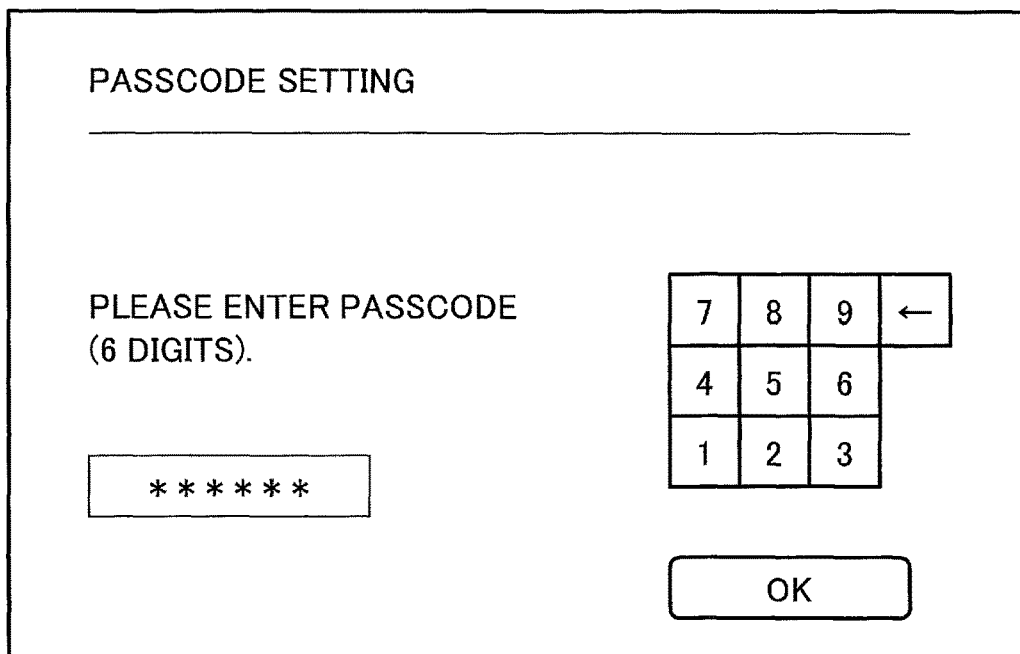 PASSCODE SETTING
PLEASE ENTER PASSCODE
(6 DIGITS).
******
7 8 9 ←
4 5 6
1 2 3
OK